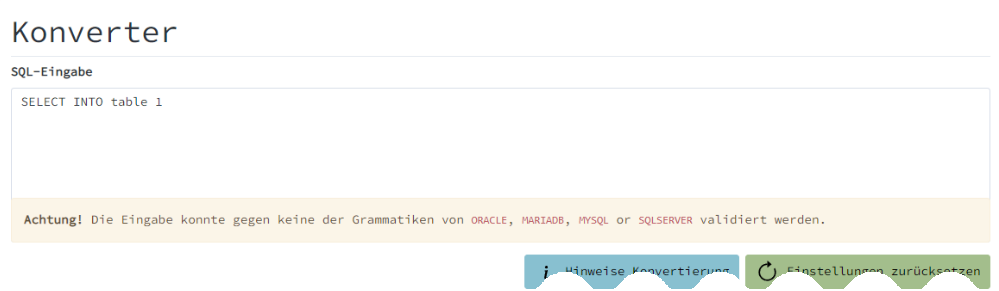 Konverter
SQL-Eingabe
SELECT INTO table 1
Achtung! Die Eingabe konnte gegen keine der Grammatiken von ORACLE, MARIADB, MYSQL or SQLSERVER validiert werden.
i Hinweise Konvertierung
Einstellungen zurücksetzen